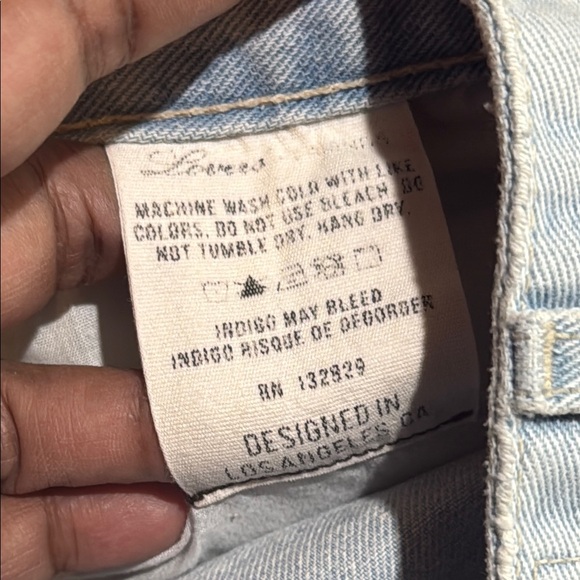 MACHINE WASH COLD WITH LIKE
COLORS. DO NOT USE BLEACH. DO
NOT TUMBLE DRY. HANG DRY.
INDIGO MAY BLEED
INDIGO RISQUE DE DEGORGER
RN 132829
DESIGNED IN
LOS ANGELES, CA